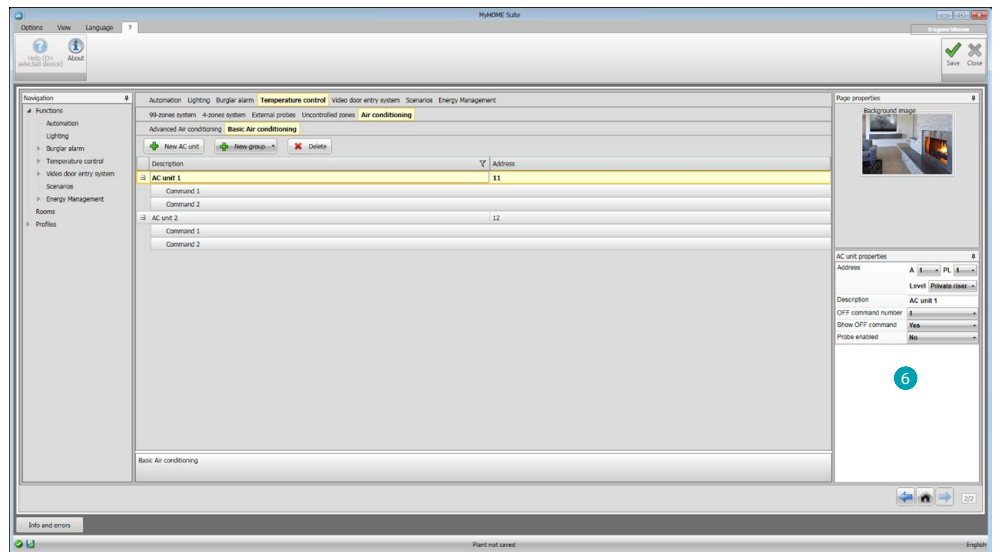 MyHOME Suite
Options View Language ?
Help (On selected device)
About
Save Close
Navigation
Functions
Automation
Lighting
Burglar alarm
Temperature control
Video door entry system
Scenarios
Energy Management
Rooms
Profiles
Automation Lighting Burglar alarm Temperature control Video door entry system Scenarios Energy Management
99-zones system 4-zones system External probes Uncontrolled zones Air conditioning
Advanced Air conditioning Basic Air conditioning
New AC unit New group Delete
Description Address
AC unit 1 11
Command 1
Command 2
AC unit 2 12
Command 1
Command 2
Basic Air conditioning
Page properties
Background image
AC unit properties
Address A 1 PL 1
Level Private riser
Description AC unit 1
OFF command number 1
Show OFF command Yes
Probe enabled No
6
2/2
Info and errors
Plant not saved
English